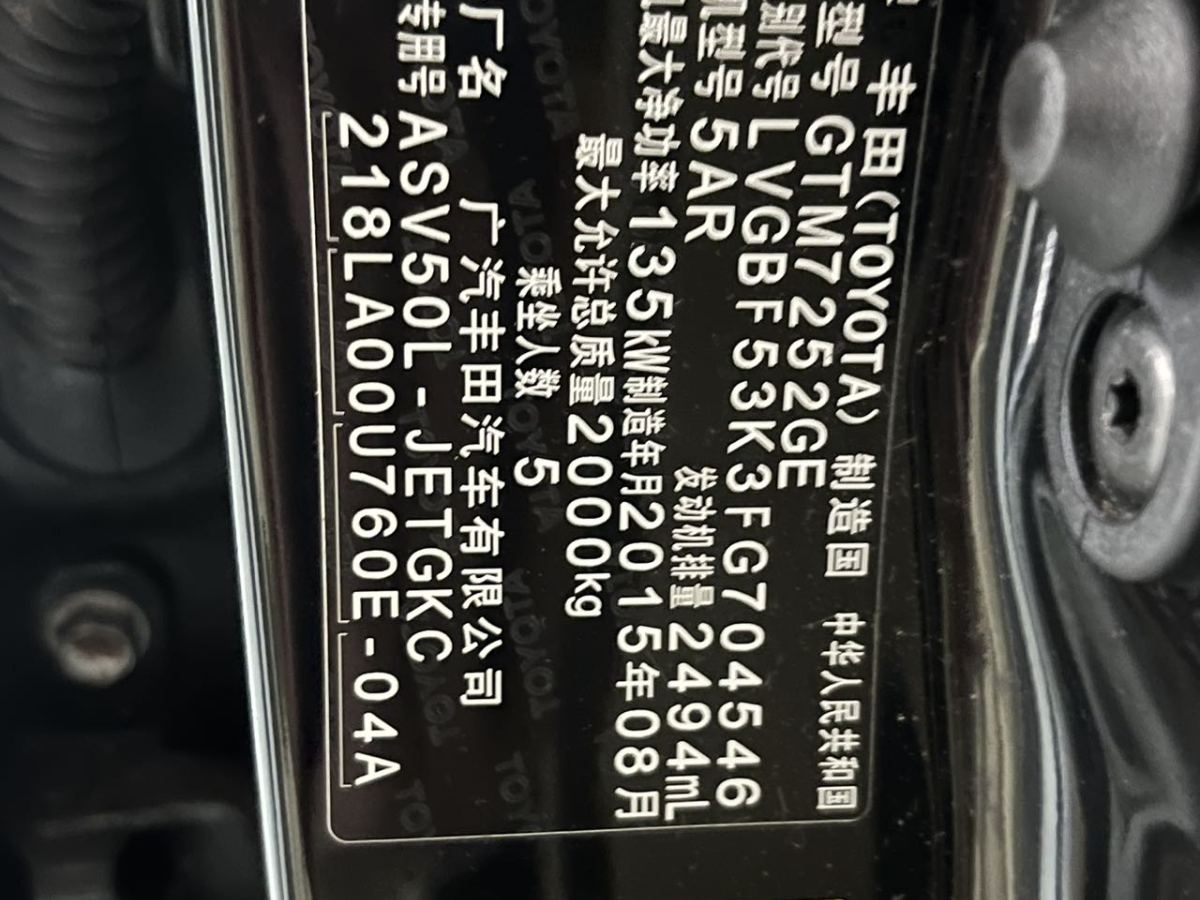 丰田(TOYOTA) 制造国 中华人民共和国
型号 GTM7252GE
别代号 LVGBF53K3FG704546
机型号 5AR 发动机排量 2494mL
最大净功率 135kW 制造年月 2015年08月
最大允许总质量 2000kg
乘坐人数 5
厂名 广汽丰田汽车有限公司
专用号 ASV50L-JETGKC
218LA00U760E-04A